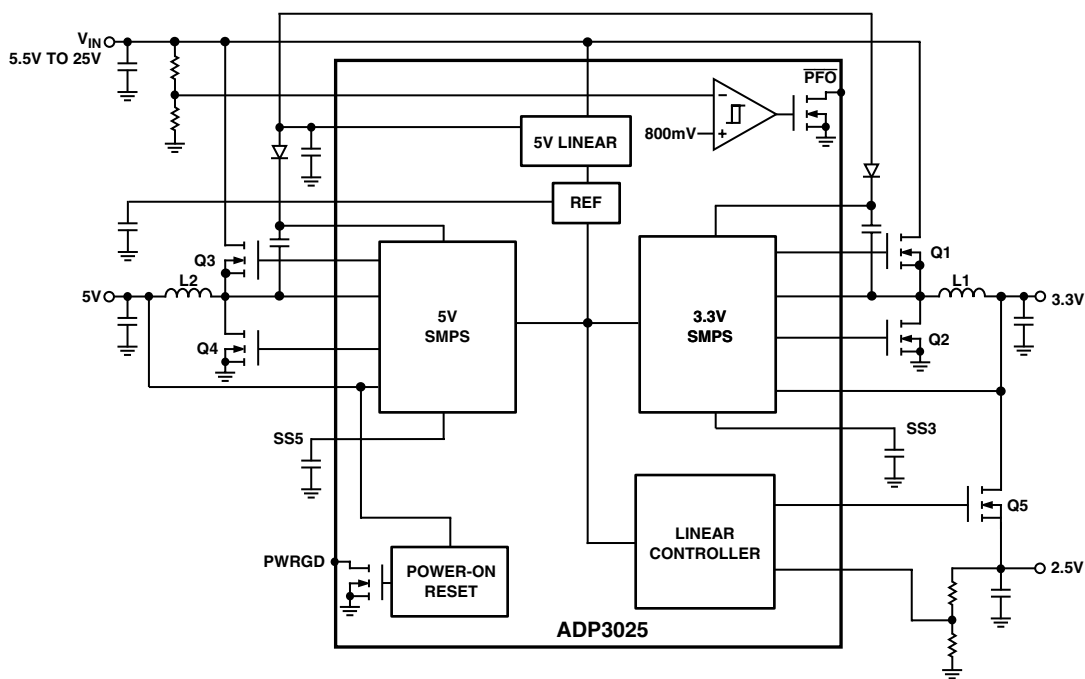 VIN
5.5V TO 25V
PFO
800mV
5V LINEAR
REF
Q3
Q1
L2
L1
5V
3.3V
5V
SMPS
3.3V
SMPS
Q4
Q2
SS5
SS3
Q5
LINEAR
CONTROLLER
PWRGD
POWER-ON
RESET
2.5V
ADP3025